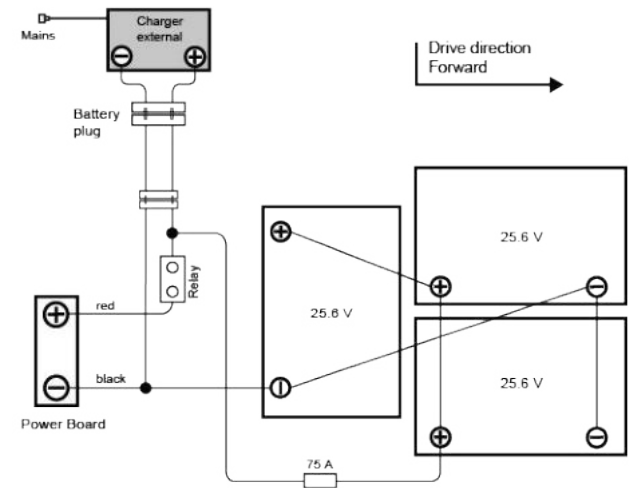 Charger
external
Mains
Drive direction
Forward
Battery
plug
25.6 V
Relay
red
25.6 V
black
25.6 V
Power Board
75 A